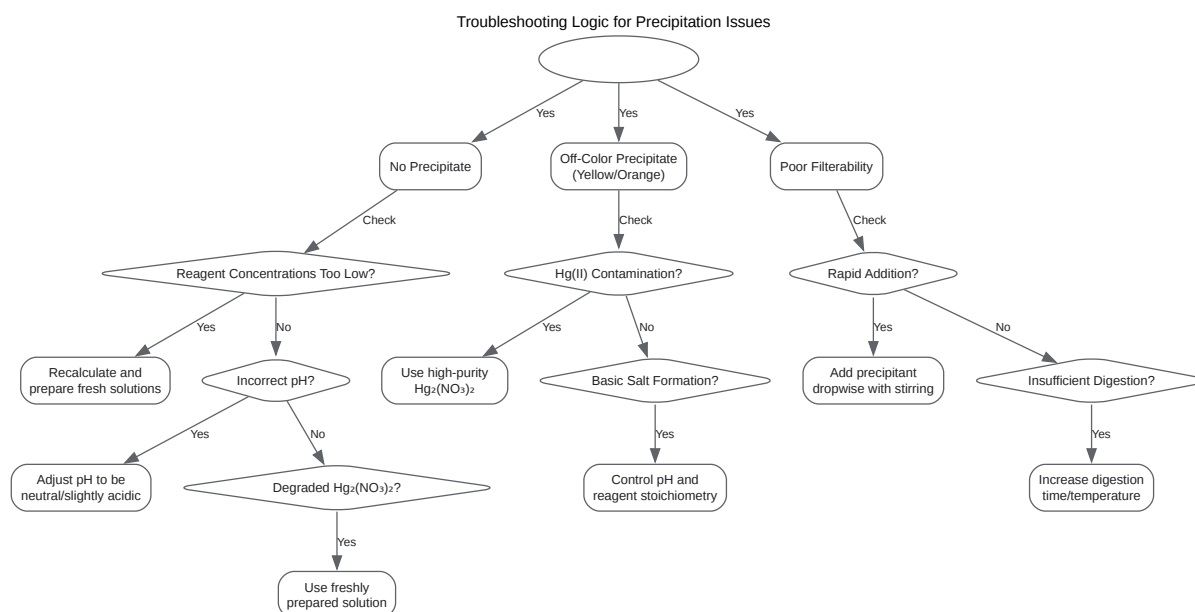 Troubleshooting Logic for Precipitation Issues
Yes
Yes
Yes
No Precipitate
Off-Color Precipitate
(Yellow/Orange)
Poor Filterability
Check
Check
Check
Reagent Concentrations Too Low?
Hg(II) Contamination?
Rapid Addition?
Yes
No
Yes
No
Yes
No
Recalculate and
prepare fresh solutions
Incorrect pH?
Use high-purity
Hg₂(NO₃)₂
Basic Salt Formation?
Add precipitant
dropwise with stirring
Insufficient Digestion?
Yes
No
Yes
Yes
Adjust pH to be
neutral/slightly acidic
Degraded Hg₂(NO₃)₂?
Control pH and
reagent stoichiometry
Increase digestion
time/temperature
Yes
Use freshly
prepared solution